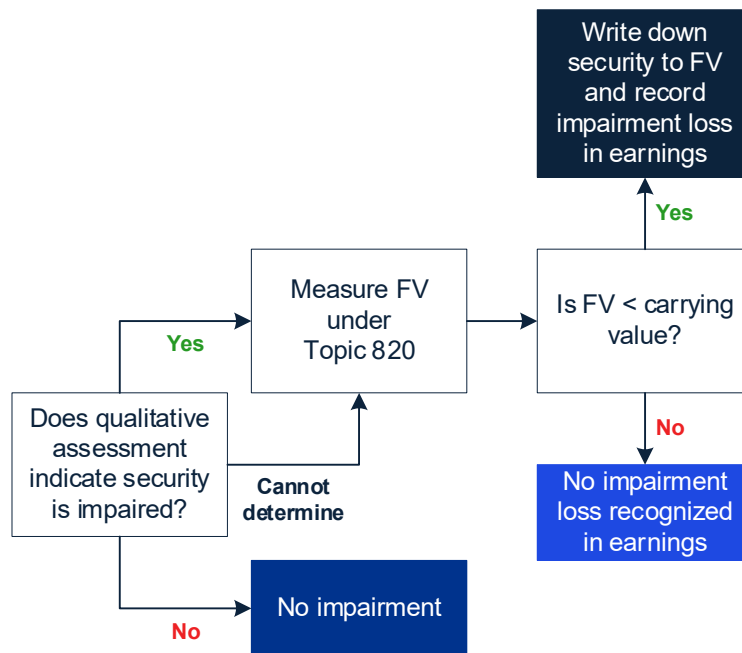 Write down
security to FV
and record
impairment loss
in earnings
Yes
Measure FV
under
Topic 820
Is FV < carrying
value?
Yes
Does qualitative
assessment
indicate security
is impaired?
Cannot
determine
No
No impairment
loss recognized
in earnings
No impairment
No